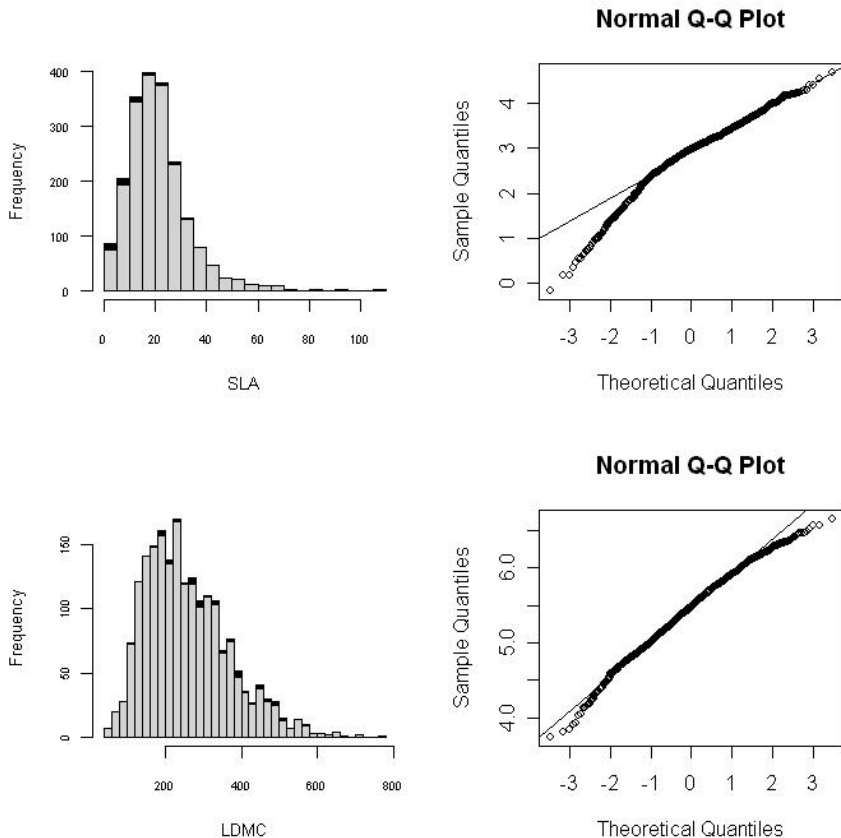 Frequency
400
300
200
100
0
0 20 40 60 80 100
SLA
Normal Q-Q Plot
Sample Quantiles
4
3
2
1
0
-3 -2 -1 0 1 2 3
Theoretical Quantiles
Frequency
150
100
50
0
200 400 600 800
LDMC
Normal Q-Q Plot
Sample Quantiles
6.0
5.0
4.0
-3 -2 -1 0 1 2 3
Theoretical Quantiles